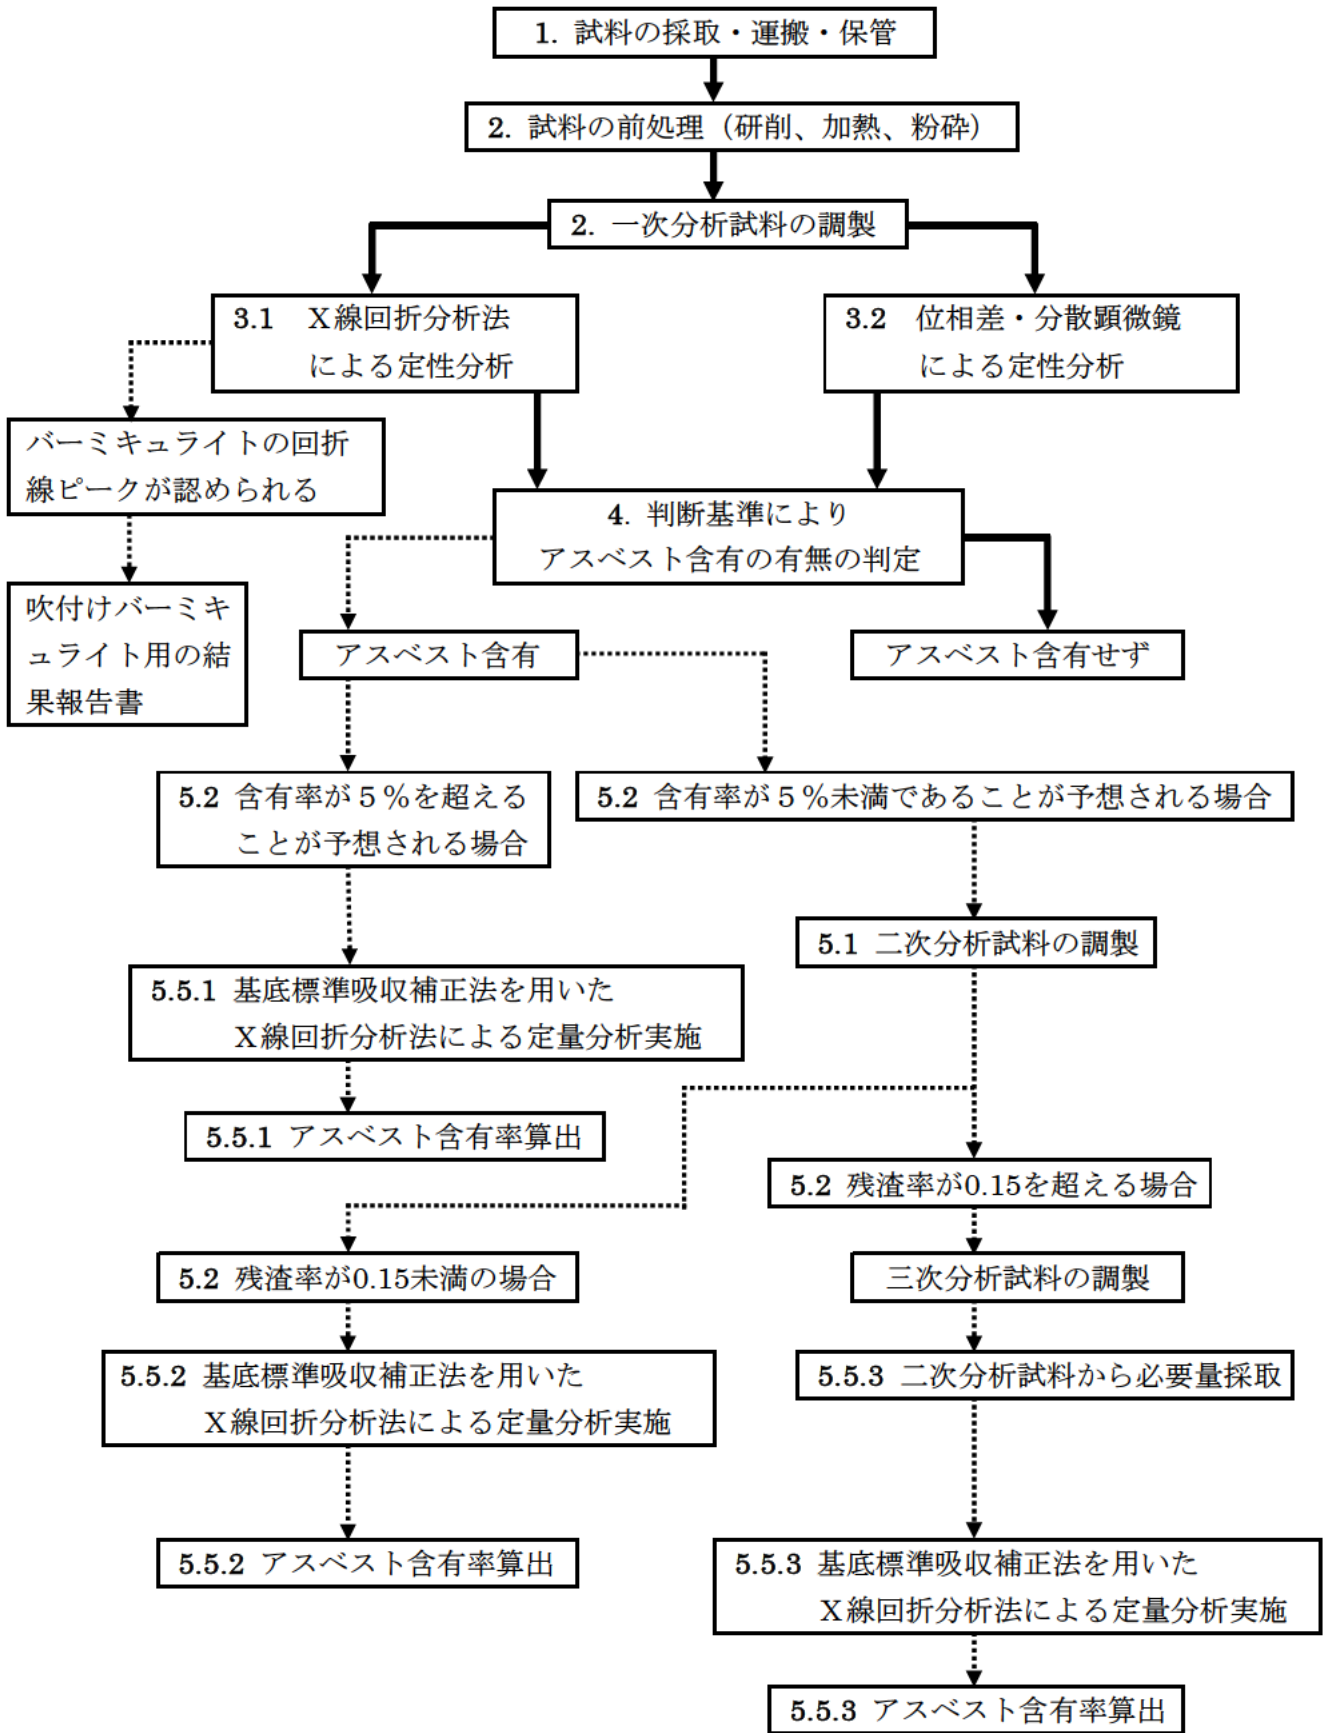 1. 試料の採取・運搬・保管
2. 試料の前処理（研削、加熱、粉砕）
2. 一次分析試料の調製
3.1 Ｘ線回折分析法
による定性分析
3.2 位相差・分散顕微鏡
による定性分析
バーミキュライトの回折
線ピークが認められる
4. 判断基準により
アスベスト含有の有無の判定
吹付けバーミキ
ュライト用の結
果報告書
アスベスト含有
アスベスト含有せず
5.2 含有率が５％を超える
ことが予想される場合
5.2 含有率が５％未満であることが予想される場合
5.1 二次分析試料の調製
5.5.1 基底標準吸収補正法を用いた
Ｘ線回折分析法による定量分析実施
5.5.1 アスベスト含有率算出
5.2 残渣率が0.15を超える場合
5.2 残渣率が0.15未満の場合
三次分析試料の調製
5.5.2 基底標準吸収補正法を用いた
Ｘ線回折分析法による定量分析実施
5.5.3 二次分析試料から必要量採取
5.5.2 アスベスト含有率算出
5.5.3 基底標準吸収補正法を用いた
Ｘ線回折分析法による定量分析実施
5.5.3 アスベスト含有率算出